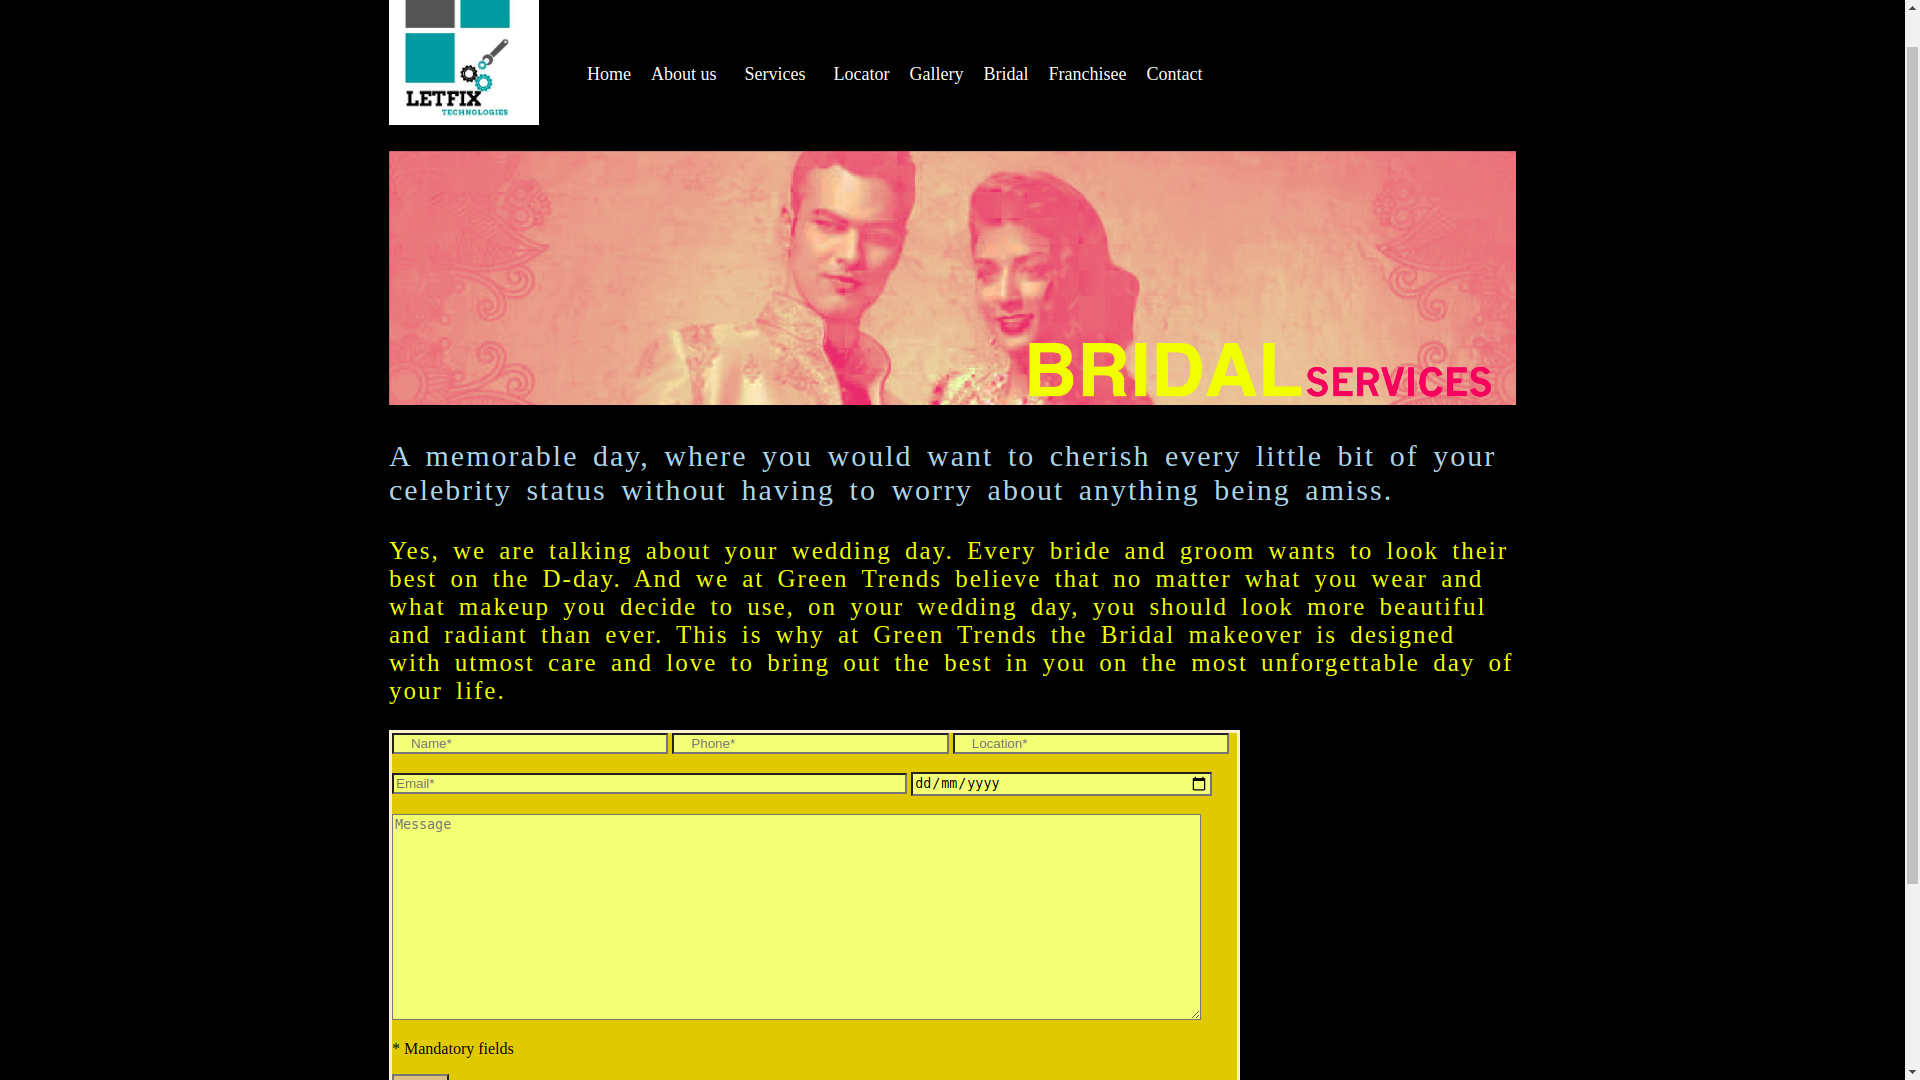 LETFIX
TECHNOLOGIES
Home About us Services Locator Gallery Bridal Franchisee Contact
BRIDAL SERVICES
A memorable day, where you would want to cherish every little bit of your
celebrity status without having to worry about anything being amiss.
Yes, we are talking about your wedding day. Every bride and groom wants to look their
best on the D-day. And we at Green Trends believe that no matter what you wear and
what makeup you decide to use, on your wedding day, you should look more beautiful
and radiant than ever. This is why at Green Trends the Bridal makeover is designed
with utmost care and love to bring out the best in you on the most unforgettable day of
your life.
Name* Phone* Location*
Email* dd/mm/yyyy
Message
* Mandatory fields